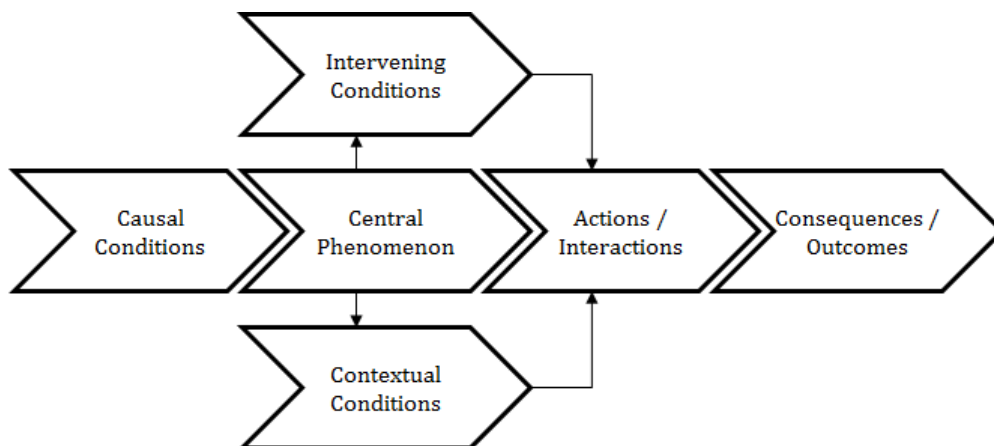 Intervening
Conditions
Causal
Conditions
Central
Phenomenon
Actions /
Interactions
Consequences /
Outcomes
Contextual
Conditions